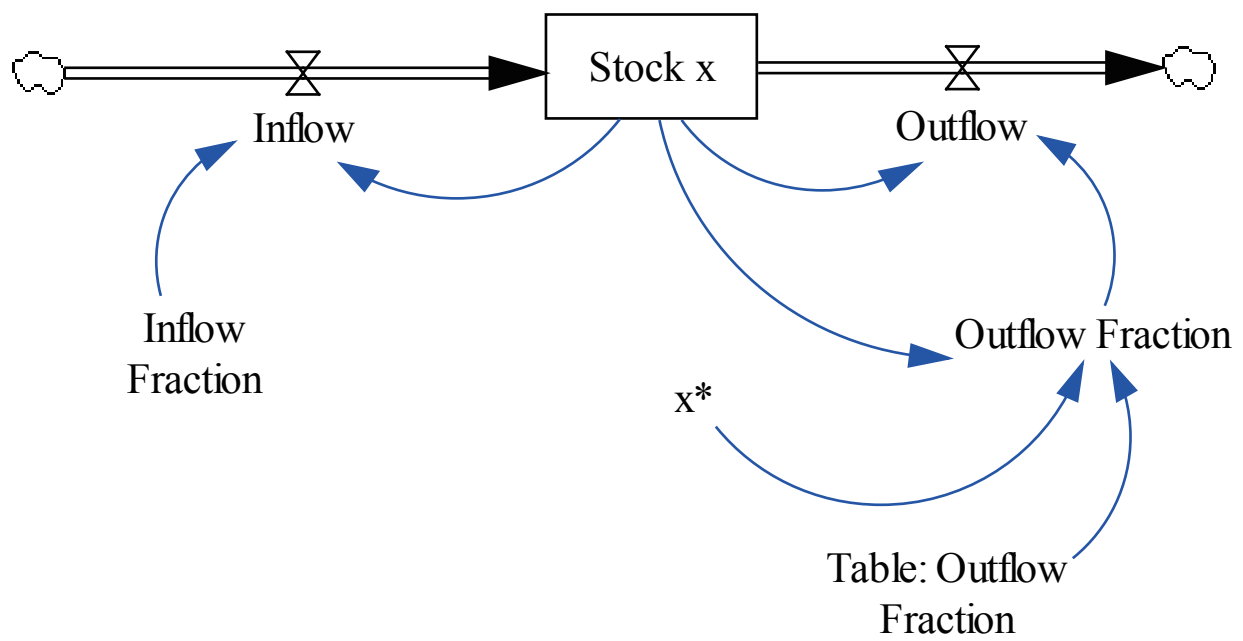 Stock x
Inflow
Outflow
Inflow
Fraction
Outflow Fraction
x*
Table: Outflow
Fraction